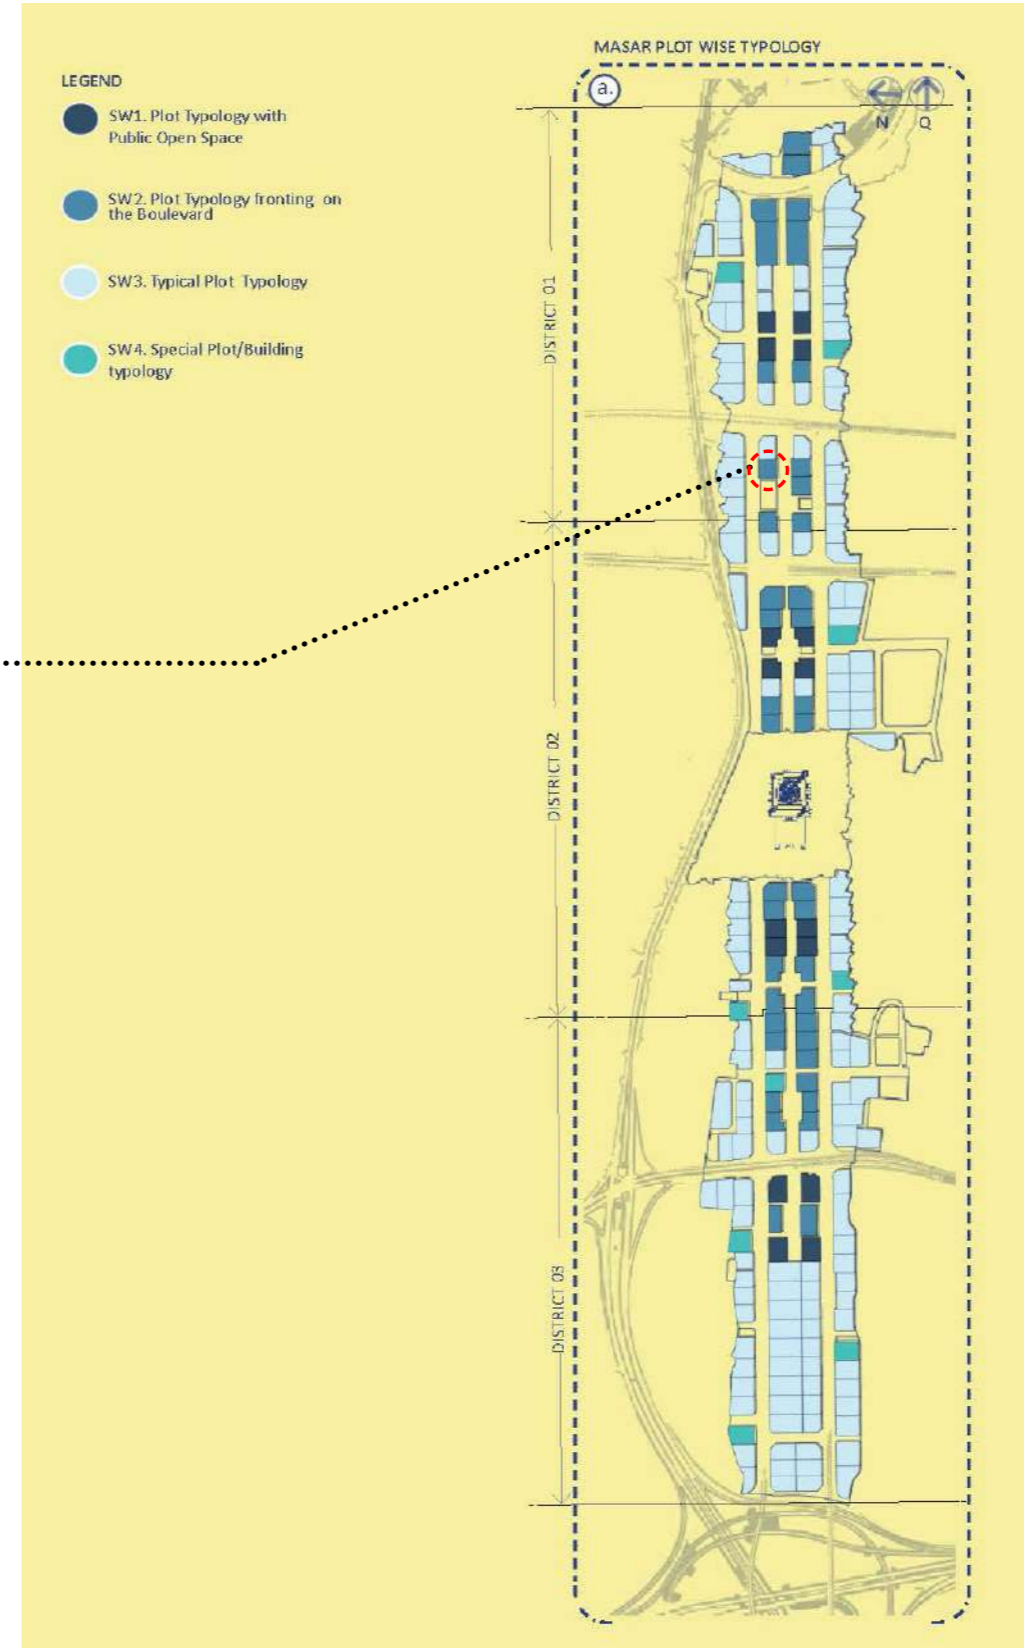 MASAR PLOT WISE TYPOLOGY
LEGEND
SW1. Plot Typology with
Public Open Space
SW2. Plot Typology fronting on
the Boulevard
SW3. Typical Plot Typology
SW4. Special Plot/Building
typology
a.
N
Q
DISTRICT 01
DISTRICT 02
DISTRICT 03